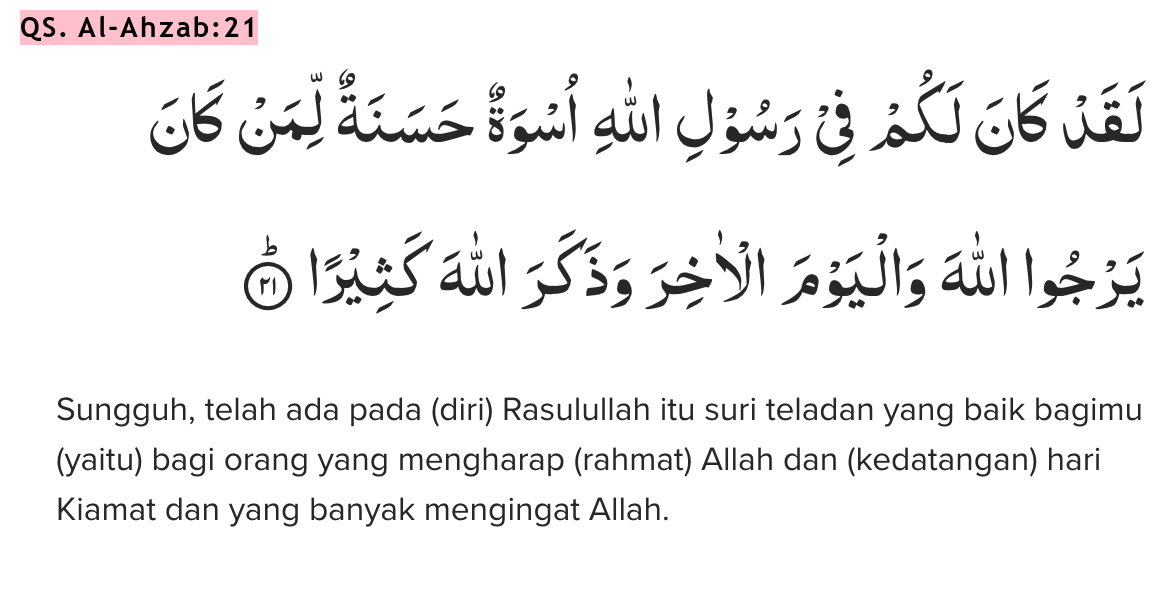 QS. Al-Ahzab:21
لَقَدْ كَانَ لَكُمْ فِيْ رَسُوْلِ اللّٰهِ اُسْوَةٌ حَسَنَةٌ لِّمَنْ كَانَ
يَرْجُوا اللّٰهَ وَالْيَوْمَ الْاٰخِرَ وَذَكَرَ اللّٰهَ كَثِيْرًاۗ ٢١
Sungguh, telah ada pada (diri) Rasulullah itu suri teladan yang baik bagimu
(yaitu) bagi orang yang mengharap (rahmat) Allah dan (kedatangan) hari
Kiamat dan yang banyak mengingat Allah.